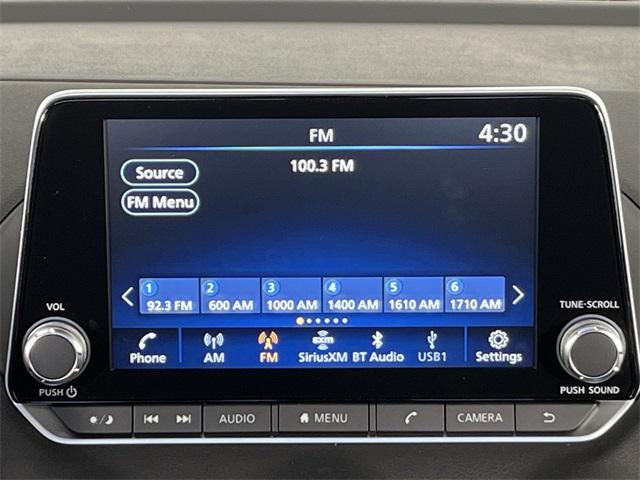 FM 4:30
Source 100.3 FM
FM Menu
1 2 3 4 5 6
92.3 FM 600 AM 1000 AM 1400 AM 1610 AM 1710 AM
VOL TUNE·SCROLL
sxm
Phone AM FM SiriusXM BT Audio USB1 Settings
PUSH PUSH SOUND
AUDIO MENU CAMERA